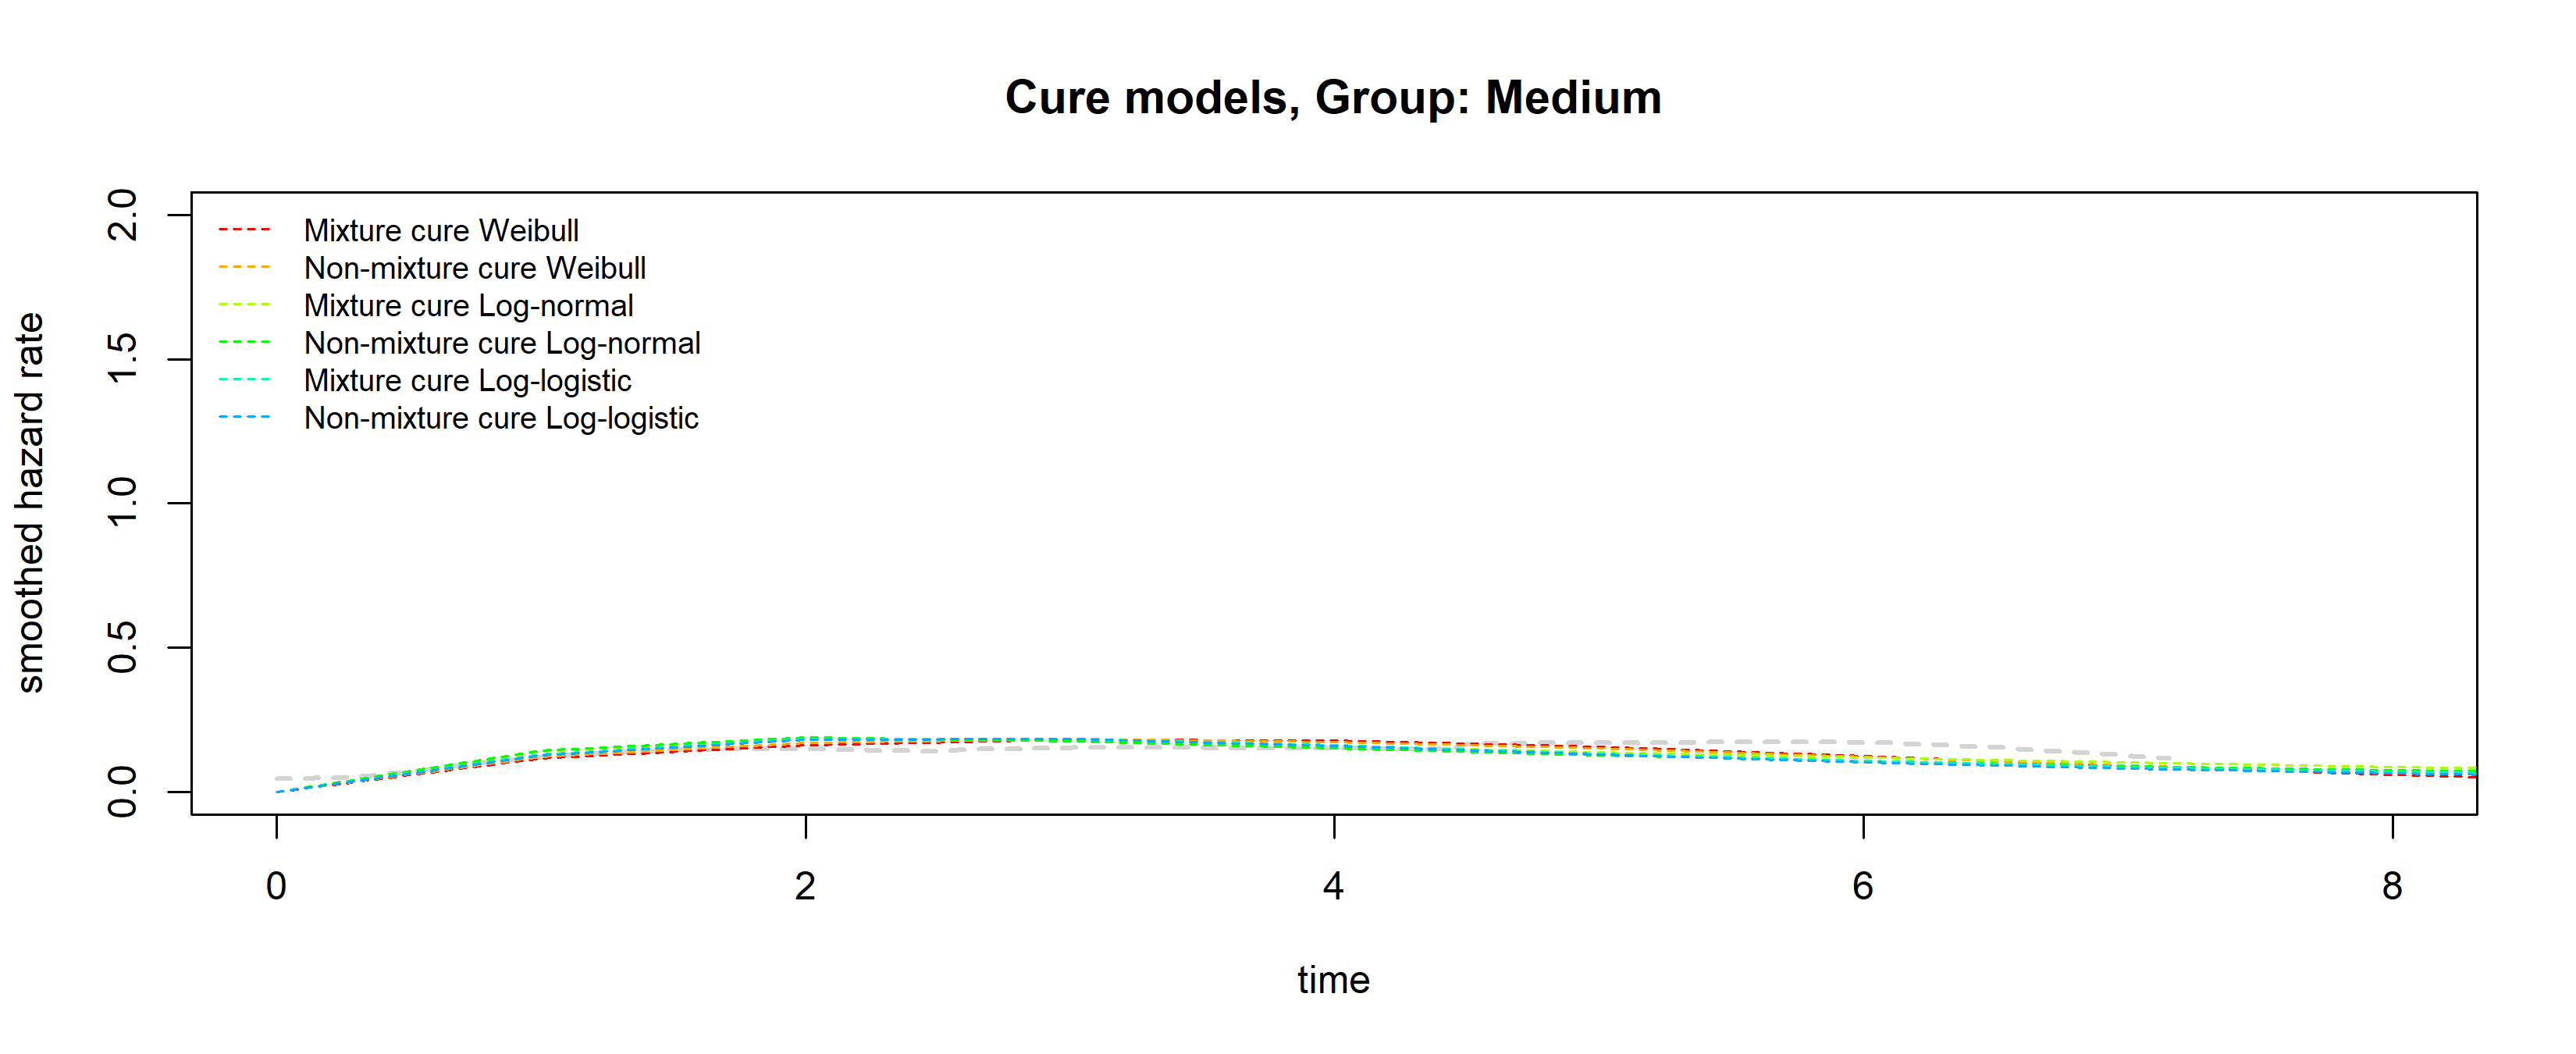 Cure models, Group: Medium
smoothed hazard rate
2.0
1.5
1.0
0.5
0.0
Mixture cure Weibull
Non-mixture cure Weibull
Mixture cure Log-normal
Non-mixture cure Log-normal
Mixture cure Log-logistic
Non-mixture cure Log-logistic
0 2 4 6 8
time